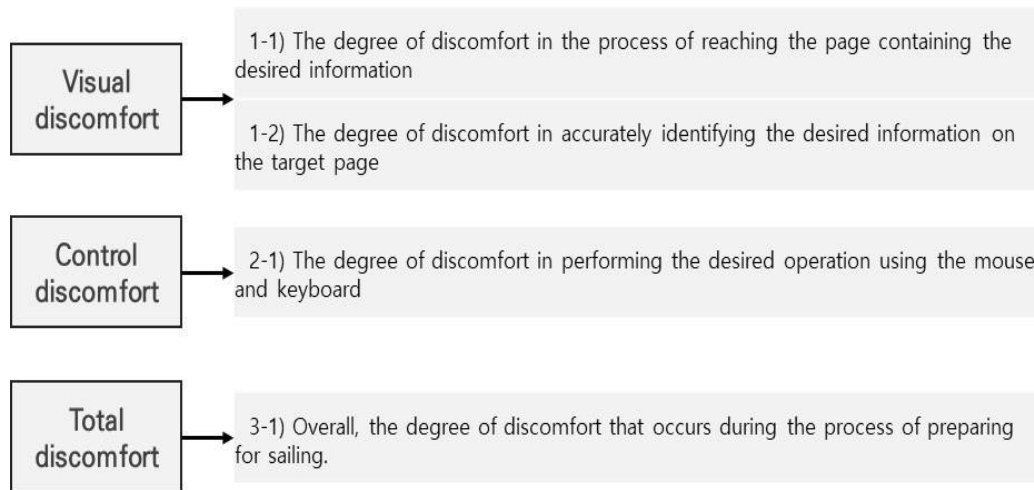 Visual
discomfort
1-1) The degree of discomfort in the process of reaching the page containing the
desired information
1-2) The degree of discomfort in accurately identifying the desired information on
the target page
Control
discomfort
2-1) The degree of discomfort in performing the desired operation using the mouse
and keyboard
Total
discomfort
3-1) Overall, the degree of discomfort that occurs during the process of preparing
for sailing.